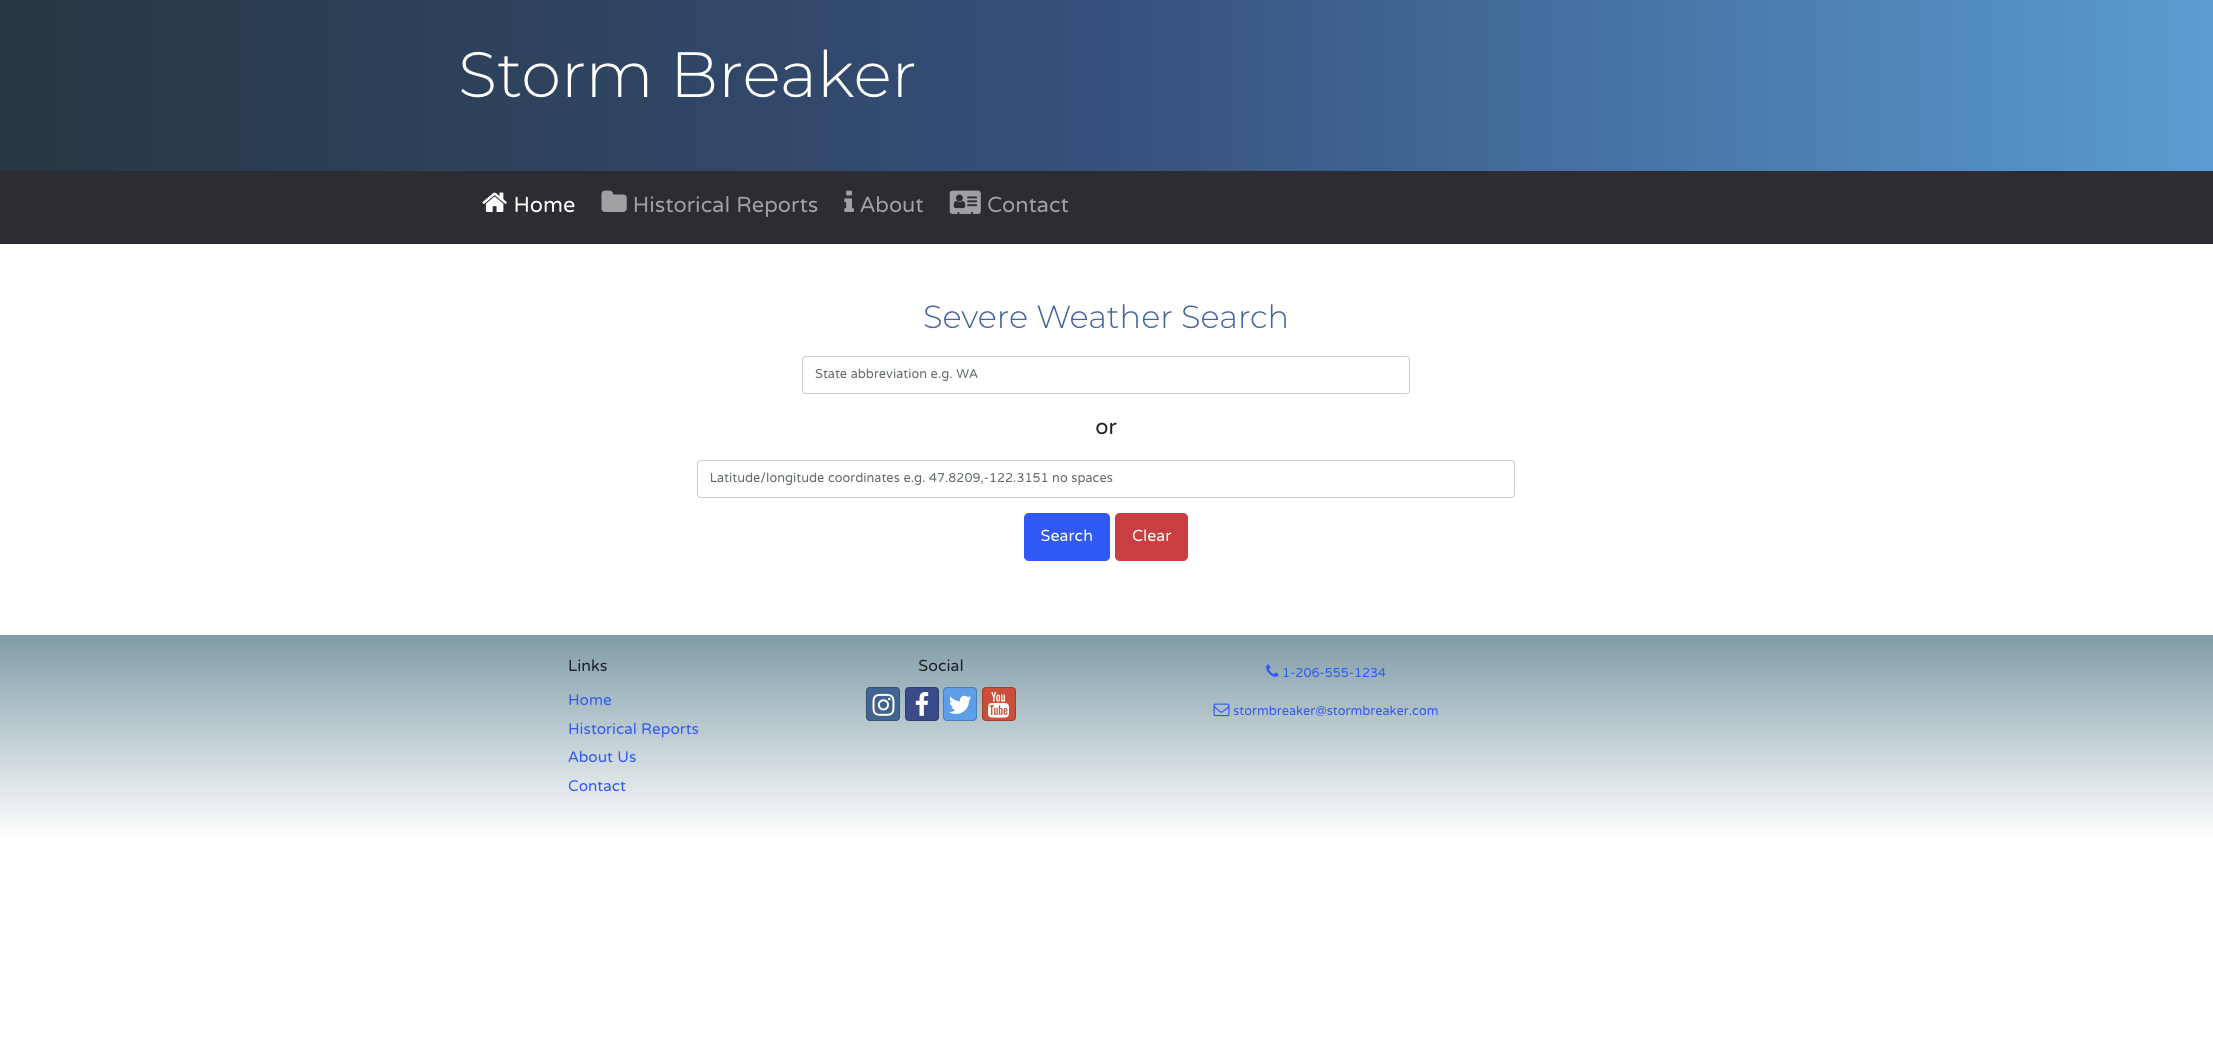 Storm Breaker
Home Historical Reports About Contact
Severe Weather Search
State abbreviation e.g. WA
or
Latitude/longitude coordinates e.g. 47.8209,-122.3151 no spaces
Search Clear
Links
Home
Historical Reports
About Us
Contact
Social
You
Tube
1-206-555-1234
stormbreaker@stormbreaker.com